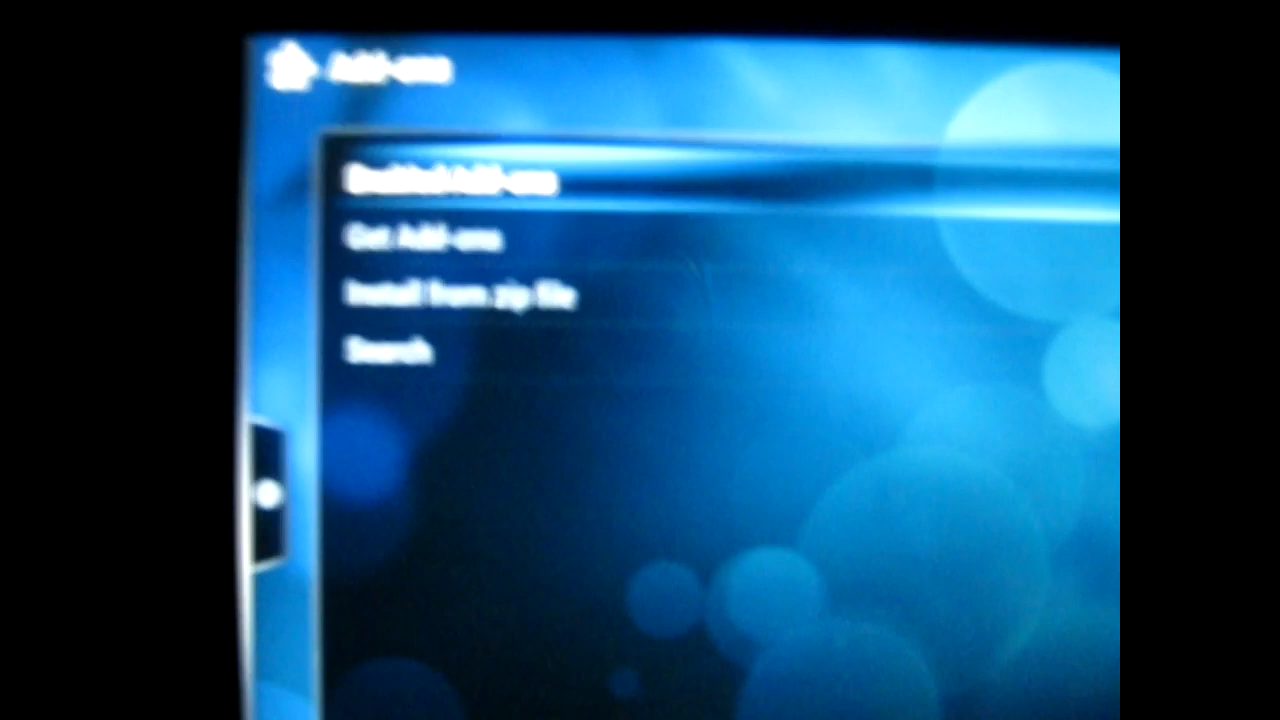 Add-ons
Enabled Add-ons
Get Add-ons
Install from zip file
Search